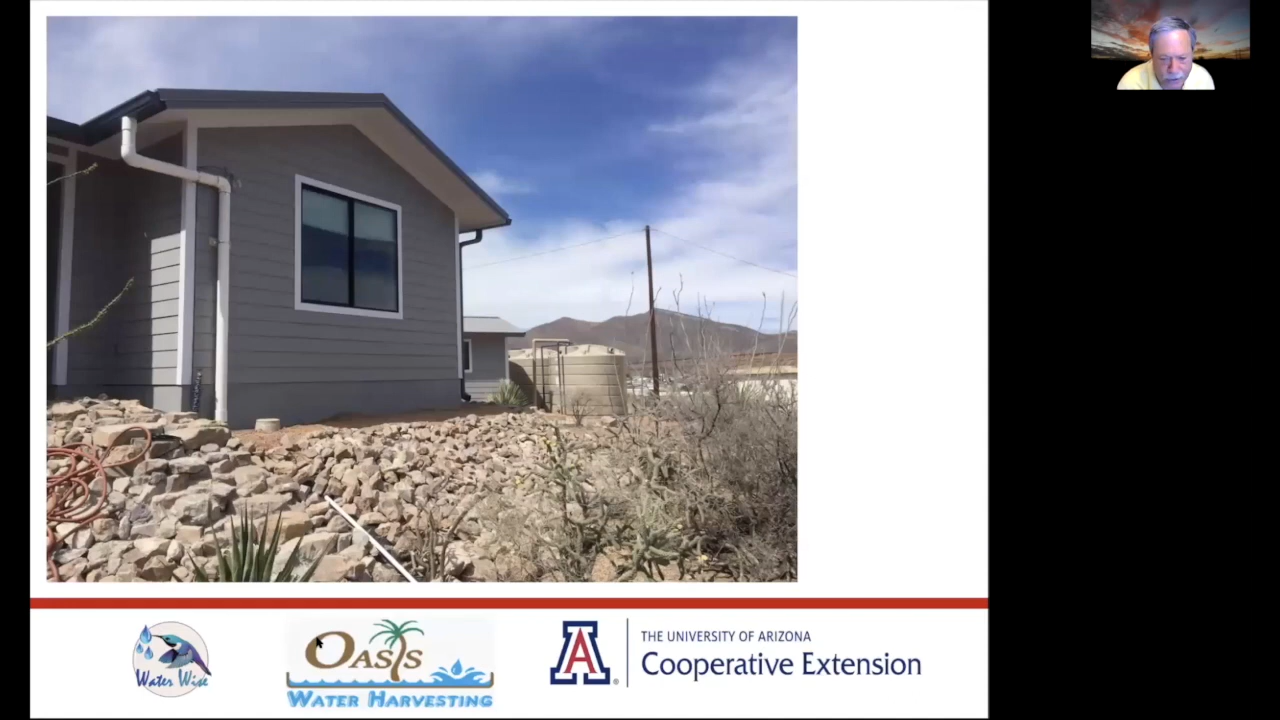 Water Wise
OASIS
WATER HARVESTING
A
THE UNIVERSITY OF ARIZONA
Cooperative Extension